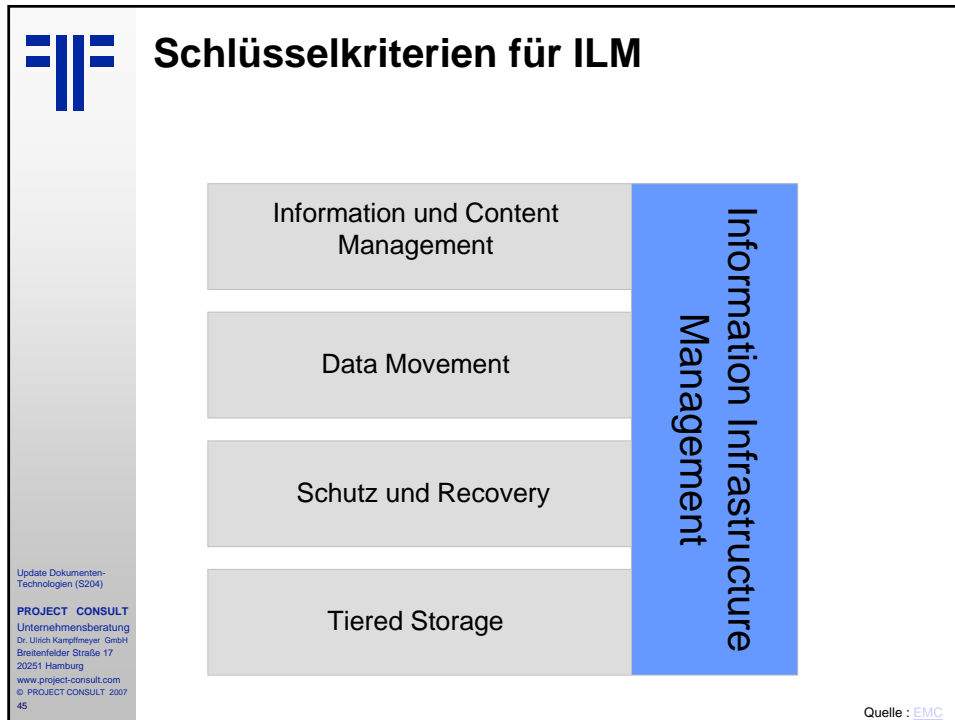 Schlüsselkriterien für ILM
Information und Content
Management
Data Movement
Schutz und Recovery
Tiered Storage
Information Infrastructure
Management
Update Dokumenten-
Technologien (S204)
PROJECT CONSULT
Unternehmensberatung
Dr. Ulrich Kampffmeyer GmbH
Breitenfelder Straße 17
20251 Hamburg
www.project-consult.com
© PROJECT CONSULT 2007
45
Quelle : EMC